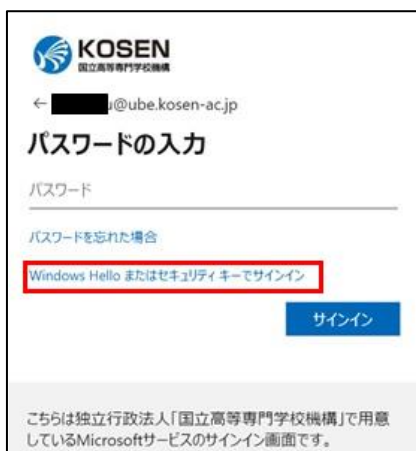 KOSEN
国立高等専門学校機構
← u@ube.kosen-ac.jp
パスワードの入力
パスワード
パスワードを忘れた場合
Windows Hello またはセキュリティ キーでサインイン
サインイン
こちらは独立行政法人「国立高等専門学校機構」で用意
しているMicrosoftサービスのサインイン画面です。